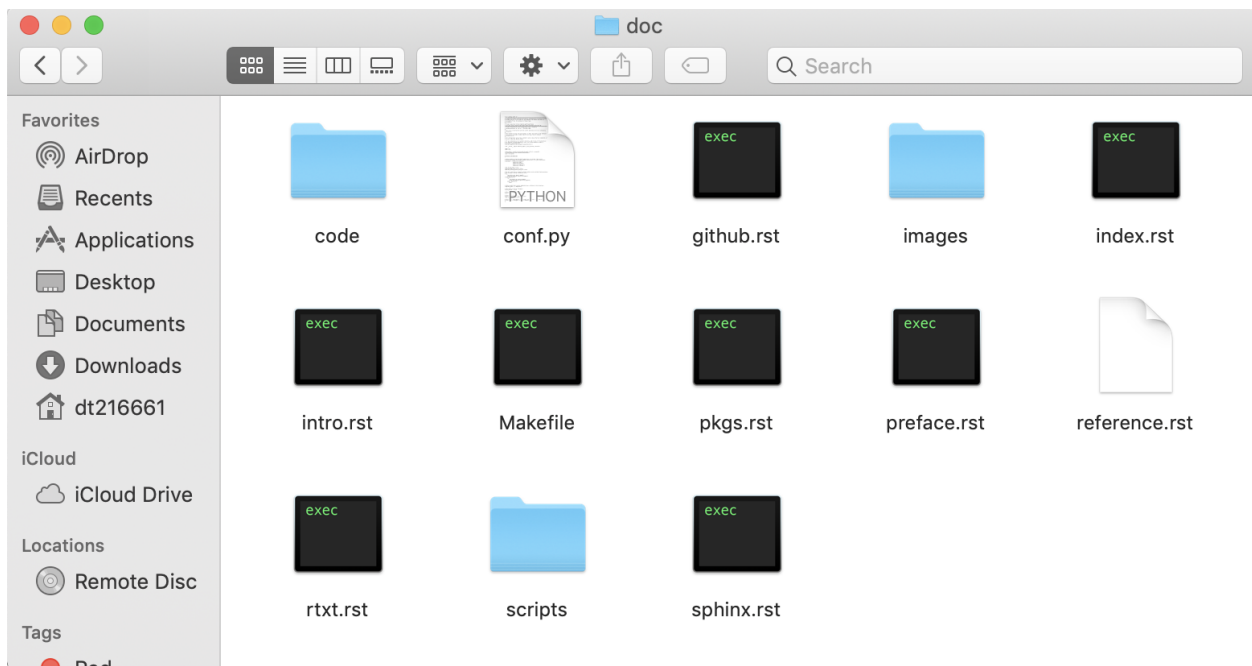 doc
Search
Favorites
AirDrop
Recents
Applications
Desktop
Documents
Downloads
dt216661
iCloud
iCloud Drive
Locations
Remote Disc
Tags
Red
PYTHON
exec
exec
code
conf.py
github.rst
images
index.rst
exec
exec
exec
exec
intro.rst
Makefile
pkgs.rst
preface.rst
reference.rst
exec
exec
rtxt.rst
scripts
sphinx.rst